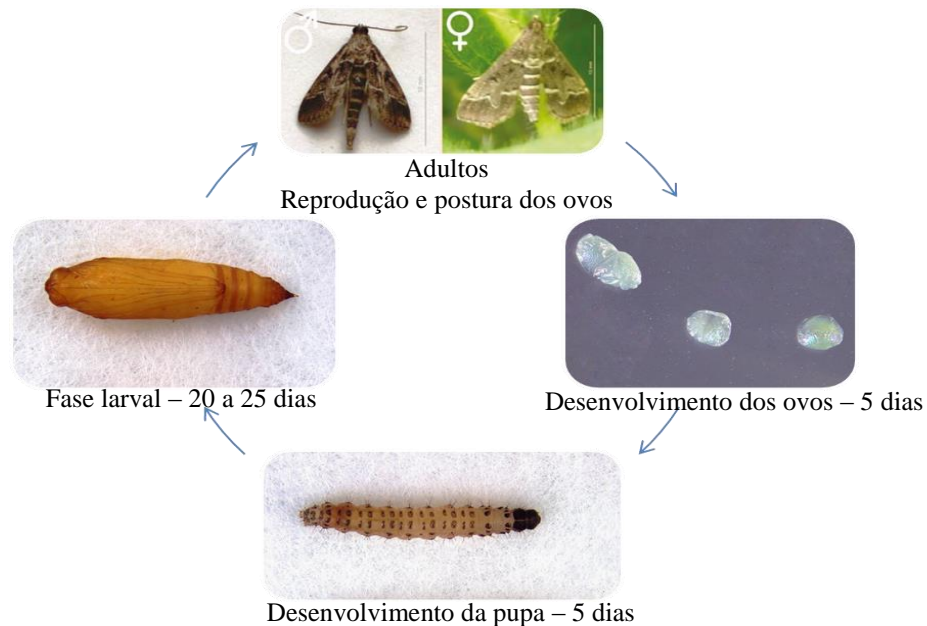 Adultos
Reprodução e postura dos ovos
Fase larval – 20 a 25 dias
Desenvolvimento dos ovos – 5 dias
Desenvolvimento da pupa – 5 dias